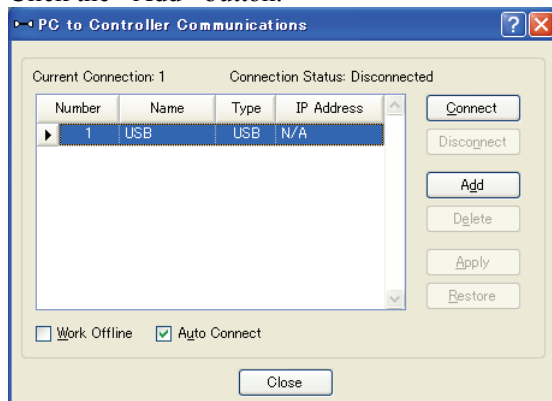 Click the "Add" button.
PC to Controller Communications
Current Connection: 1 Connection Status: Disconnected
Number Name Type IP Address
1 USB USB N/A
Connect
Disconnect
Add
Delete
Apply
Restore
Work Offline Auto Connect
Close